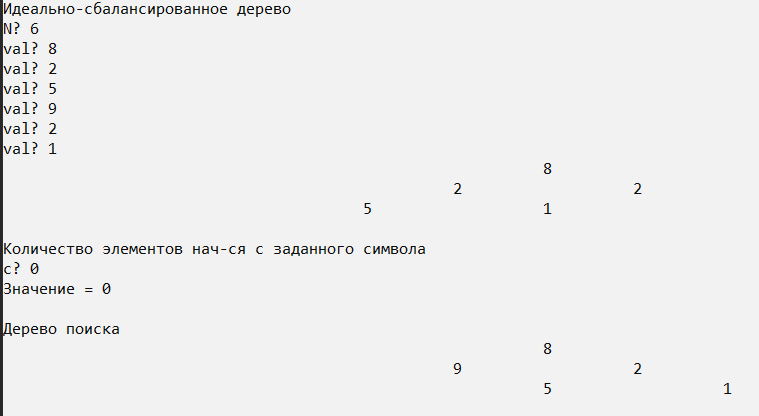 Идеально-сбалансированное дерево
N? 6
val? 8
val? 2
val? 5
val? 9
val? 2
val? 1
8
2 2
5 1
Количество элементов нач-ся с заданного символа
c? 0
Значение = 0
Дерево поиска
8
9 2
5 1